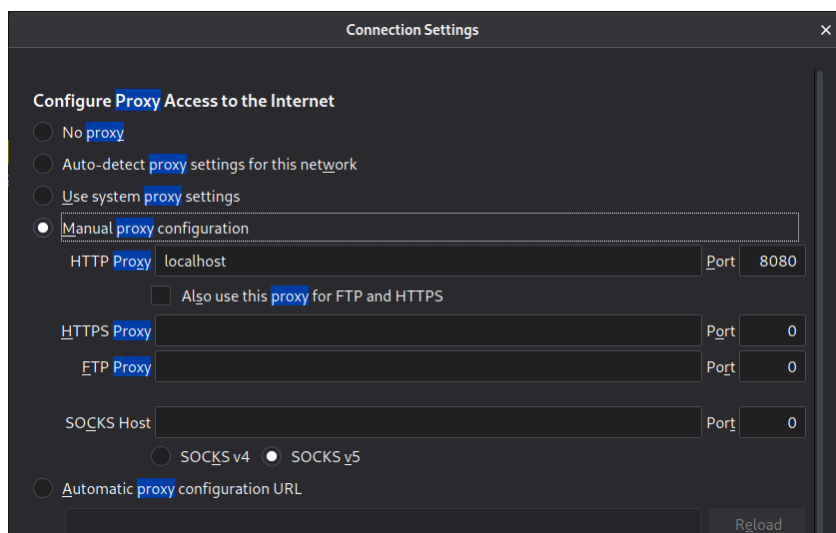 Connection Settings
Configure Proxy Access to the Internet
No proxy
Auto-detect proxy settings for this network
Use system proxy settings
Manual proxy configuration
HTTP Proxy localhost Port 8080
Also use this proxy for FTP and HTTPS
HTTPS Proxy Port 0
FTP Proxy Port 0
SOCKS Host Port 0
SOCKS v4 SOCKS v5
Automatic proxy configuration URL
Reload